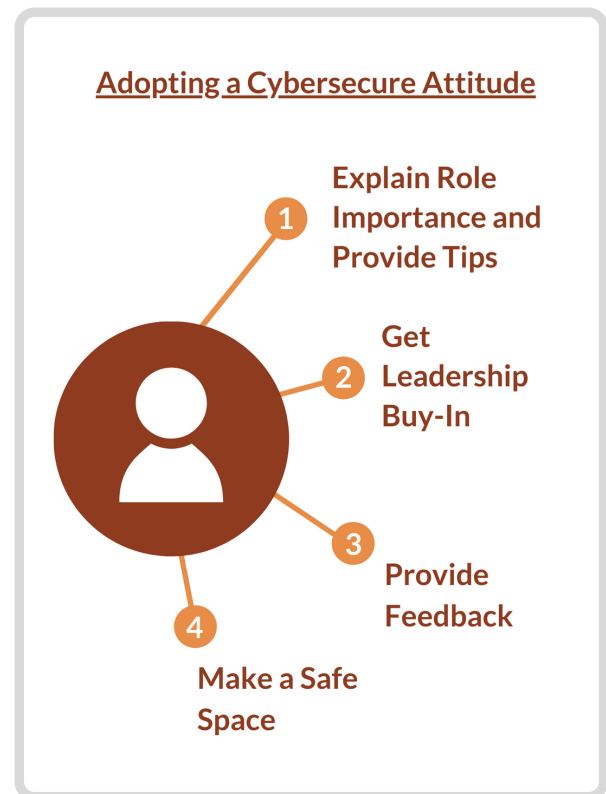 Adopting a Cybersecure Attitude
1
Explain Role
Importance and
Provide Tips
2
Get
Leadership
Buy-In
3
Provide
Feedback
4
Make a Safe
Space